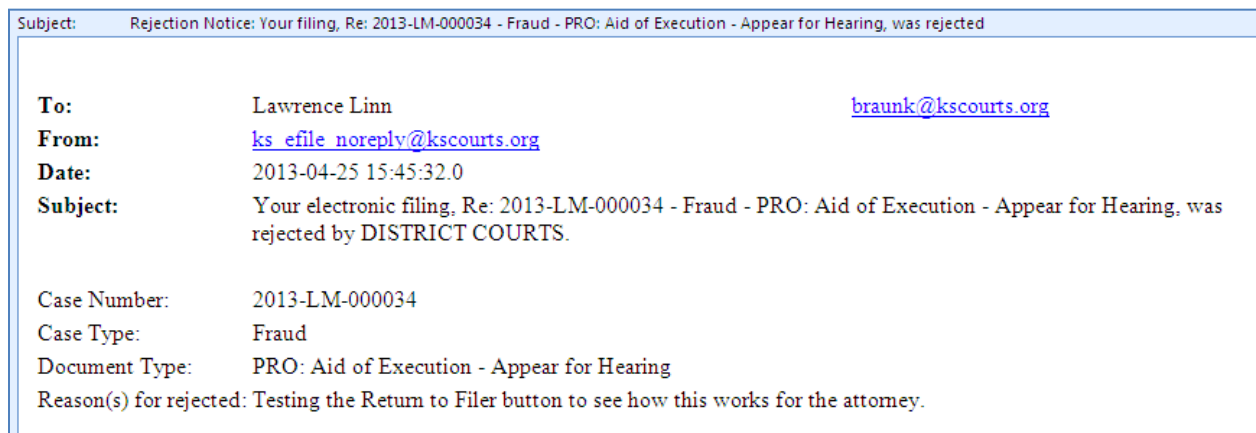 Subject: Rejection Notice: Your filing, Re: 2013-LM-000034 - Fraud - PRO: Aid of Execution - Appear for Hearing, was rejected
To: Lawrence Linn braunk@kscourts.org
From: ks_efile_noreply@kscourts.org
Date: 2013-04-25 15:45:32.0
Subject: Your electronic filing, Re: 2013-LM-000034 - Fraud - PRO: Aid of Execution - Appear for Hearing, was
rejected by DISTRICT COURTS.
Case Number: 2013-LM-000034
Case Type: Fraud
Document Type: PRO: Aid of Execution - Appear for Hearing
Reason(s) for rejected: Testing the Return to Filer button to see how this works for the attorney.